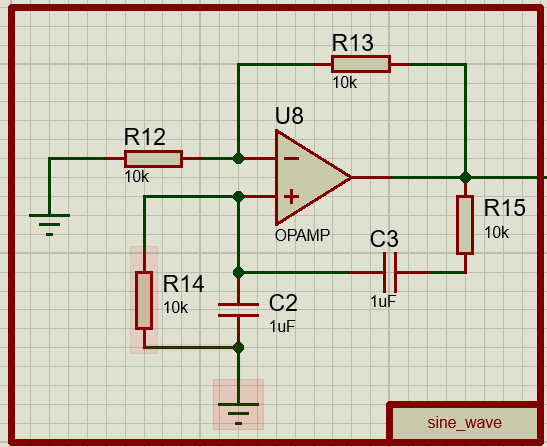 R13
10k
U8
R12
10k
OPAMP
R15
10k
C3
1uF
R14
10k
C2
1uF
sine_wave